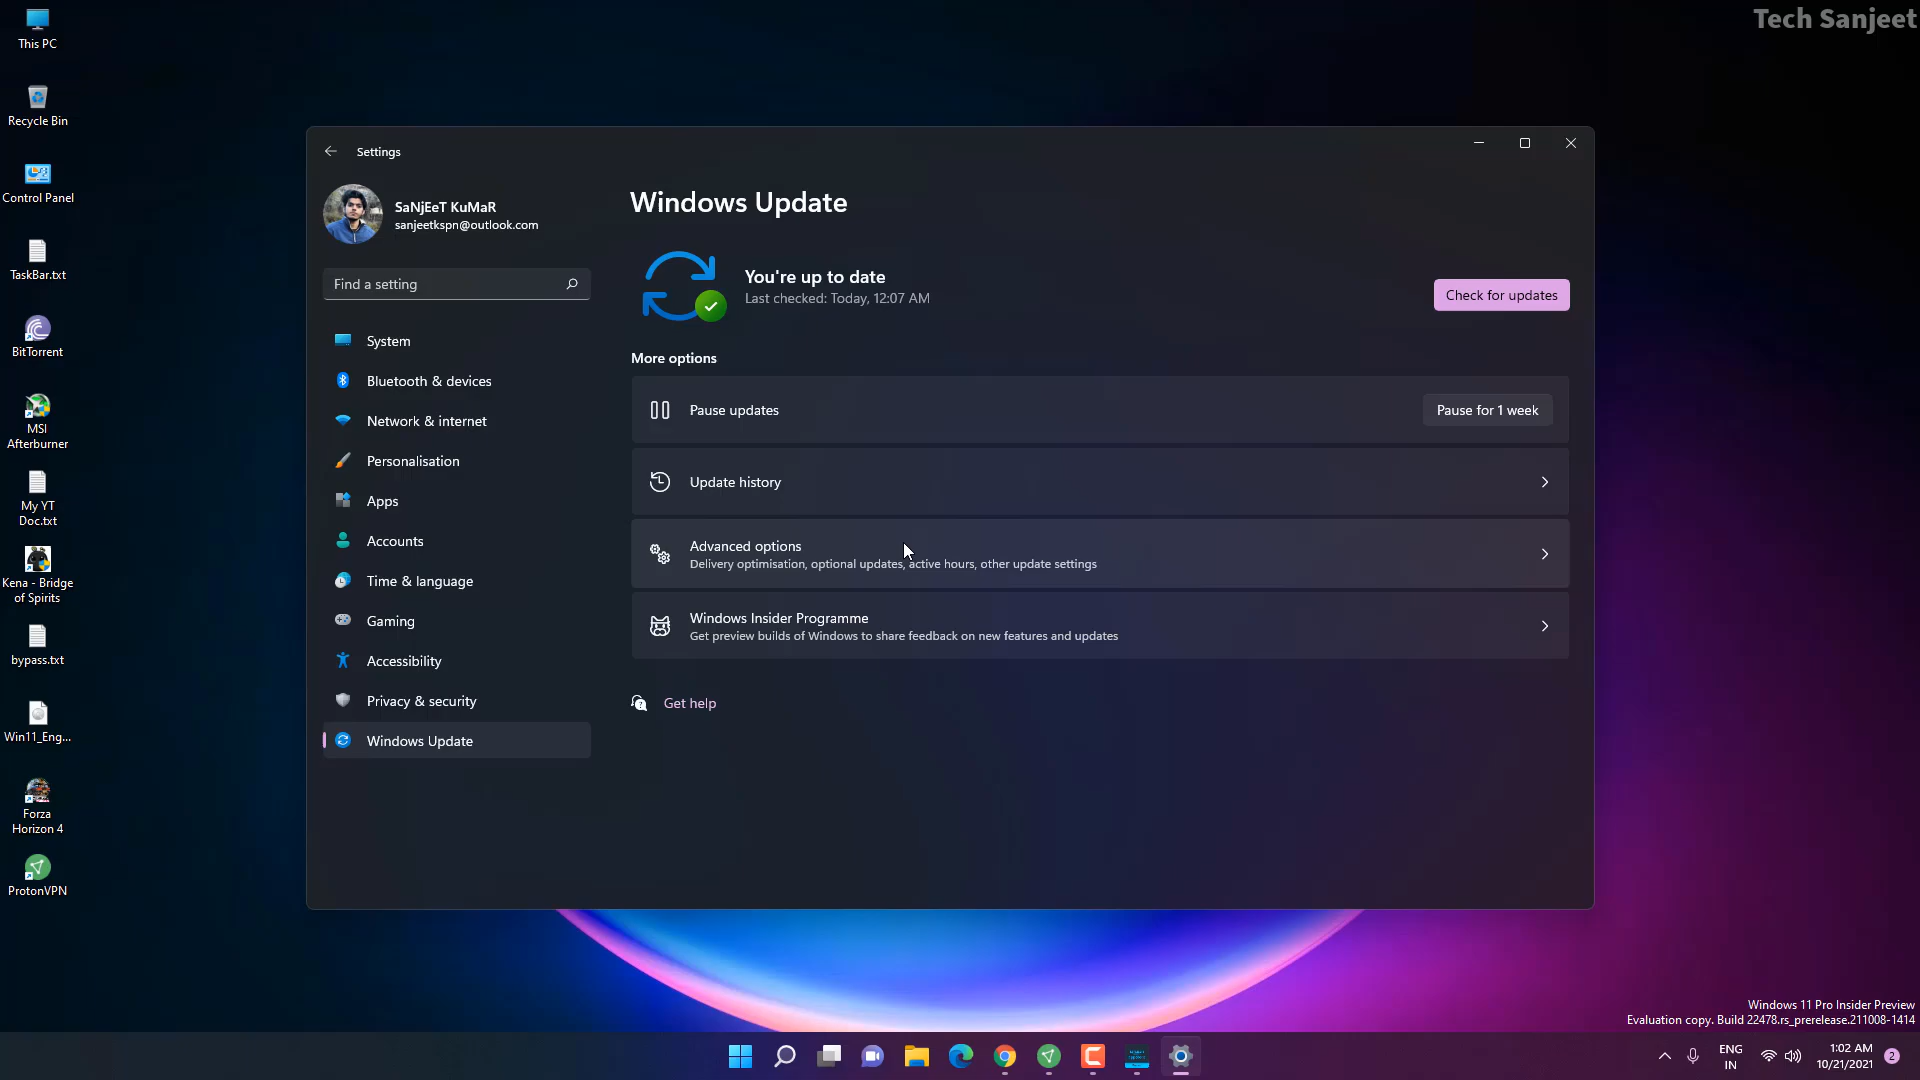 Tech Sanjeet
This PC
Recycle Bin
Control Panel
TaskBar.txt
BitTorrent
MSI
Afterburner
My YT
Doc.txt
Kena - Bridge
of Spirits
bypass.txt
Win11_Eng...
Forza
Horizon 4
ProtonVPN
Settings
SaNjEeT KuMaR
sanjeetkspn@outlook.com
Find a setting
System
Bluetooth & devices
Network & internet
Personalisation
Apps
Accounts
Time & language
Gaming
Accessibility
Privacy & security
Windows Update
Windows Update
You're up to date
Last checked: Today, 12:07 AM
Check for updates
More options
Pause updates
Pause for 1 week
Update history
Advanced options
Delivery optimisation, optional updates, active hours, other update settings
Windows Insider Programme
Get preview builds of Windows to share feedback on new features and updates
Get help
Windows 11 Pro Insider Preview
Evaluation copy. Build 22478.rs_prerelease.211008-1414
ENG
IN
1:02 AM
10/21/2021
2